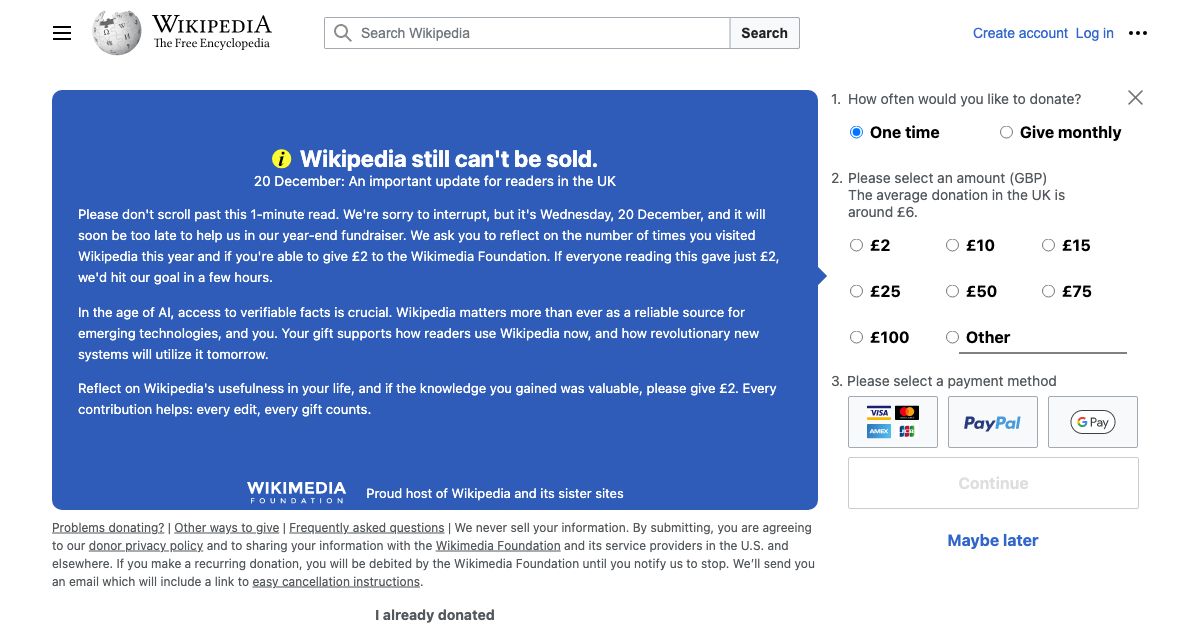 WIKIPEDIA
The Free Encyclopedia
Search Wikipedia
Search
Create account Log in
i Wikipedia still can't be sold.
20 December: An important update for readers in the UK
Please don't scroll past this 1-minute read. We're sorry to interrupt, but it's Wednesday, 20 December, and it will
soon be too late to help us in our year-end fundraiser. We ask you to reflect on the number of times you visited
Wikipedia this year and if you're able to give £2 to the Wikimedia Foundation. If everyone reading this gave just £2,
we'd hit our goal in a few hours.
In the age of AI, access to verifiable facts is crucial. Wikipedia matters more than ever as a reliable source for
emerging technologies, and you. Your gift supports how readers use Wikipedia now, and how revolutionary new
systems will utilize it tomorrow.
Reflect on Wikipedia's usefulness in your life, and if the knowledge you gained was valuable, please give £2. Every
contribution helps: every edit, every gift counts.
WIKIMEDIA
FOUNDATION
Proud host of Wikipedia and its sister sites
Problems donating? | Other ways to give | Frequently asked questions | We never sell your information. By submitting, you are agreeing
to our donor privacy policy and to sharing your information with the Wikimedia Foundation and its service providers in the U.S. and
elsewhere. If you make a recurring donation, you will be debited by the Wikimedia Foundation until you notify us to stop. We'll send you
an email which will include a link to easy cancellation instructions.
I already donated
1. How often would you like to donate?
One time Give monthly
2. Please select an amount (GBP)
The average donation in the UK is
around £6.
£2 £10 £15
£25 £50 £75
£100 Other
3. Please select a payment method
VISA
AMEX JCB
PayPal
G Pay
Continue
Maybe later